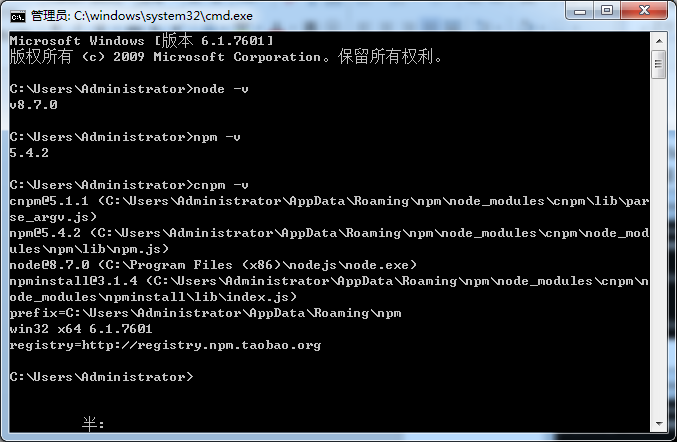 管理员: C:\windows\system32\cmd.exe
Microsoft Windows [版本 6.1.7601]
版权所有 (c) 2009 Microsoft Corporation。保留所有权利。
C:\Users\Administrator>node -v
v8.7.0
C:\Users\Administrator>npm -v
5.4.2
C:\Users\Administrator>cnpm -v
cnpm@5.1.1 (C:\Users\Administrator\AppData\Roaming\npm\node_modules\cnpm\lib\par
se_argv.js)
npm@5.4.2 (C:\Users\Administrator\AppData\Roaming\npm\node_modules\cnpm\node_mod
ules\npm\lib\npm.js)
node@8.7.0 (C:\Program Files (x86)\nodejs\node.exe)
npminstall@3.1.4 (C:\Users\Administrator\AppData\Roaming\npm\node_modules\cnpm\n
ode_modules\npminstall\lib\index.js)
prefix=C:\Users\Administrator\AppData\Roaming\npm
win32 x64 6.1.7601
registry=http://registry.npm.taobao.org
C:\Users\Administrator>
半: